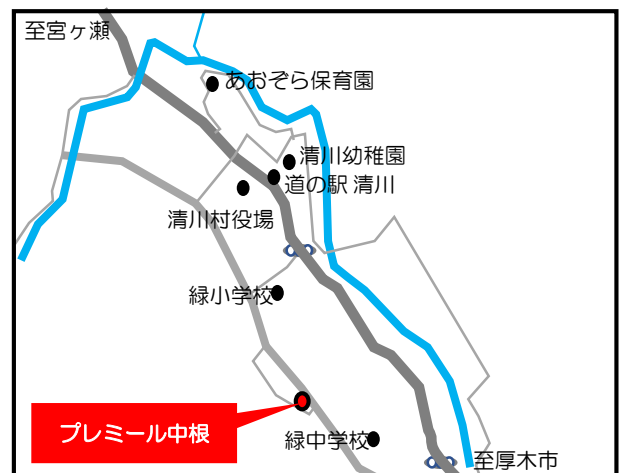 至宮ヶ瀬
あおぞら保育園
清川幼稚園
道の駅 清川
清川村役場
緑小学校
プレミール中根
緑中学校
至厚木市